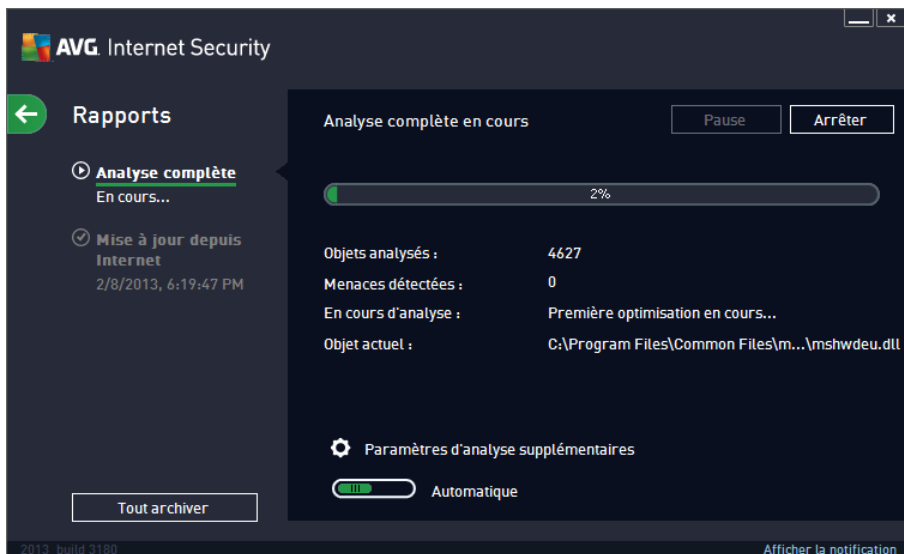 AVG. Internet Security
Rapports
Analyse complète
En cours...
Mise à jour depuis
Internet
2/8/2013, 6:19:47 PM
Tout archiver
Analyse complète en cours
Pause
Arrêter
2%
Objets analysés : 4627
Menaces détectées : 0
En cours d'analyse : Première optimisation en cours...
Objet actuel : C:\Program Files\Common Files\m...\mshwdeu.dll
Paramètres d'analyse supplémentaires
Automatique
2013 build 3180
Afficher la notification